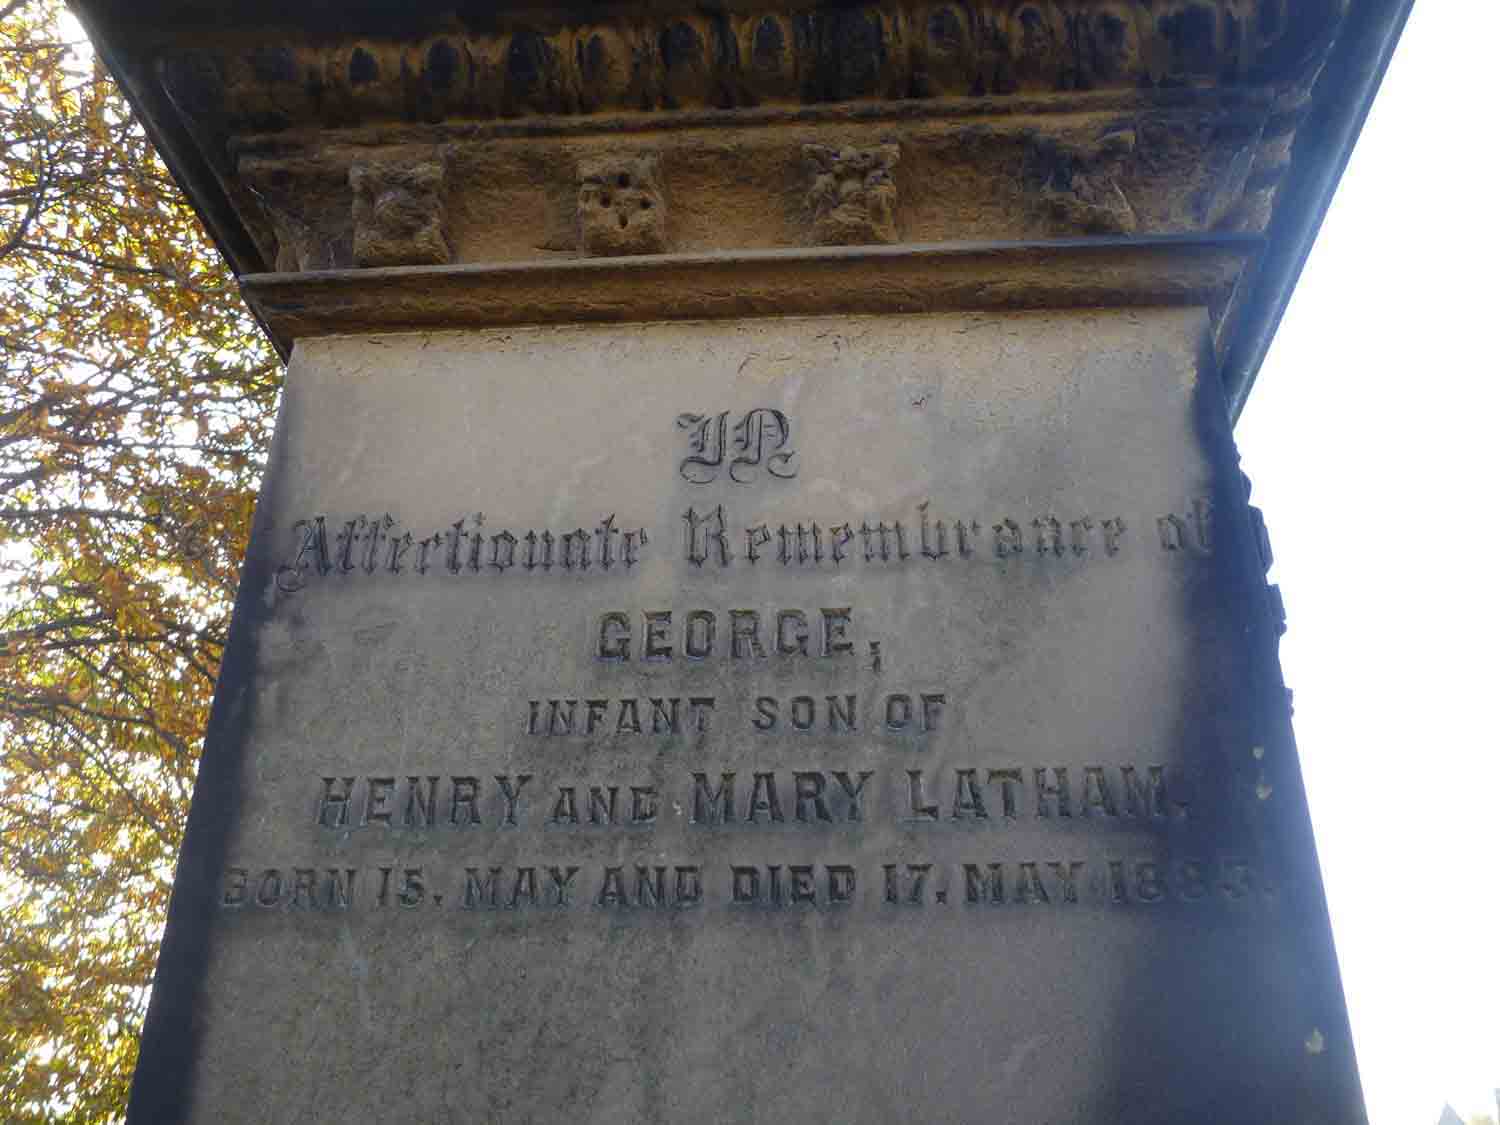 IN
Affectionate Remembrance of
GEORGE,
INFANT SON OF
HENRY AND MARY LATHAM.
BORN 15. MAY AND DIED 17. MAY 1883.